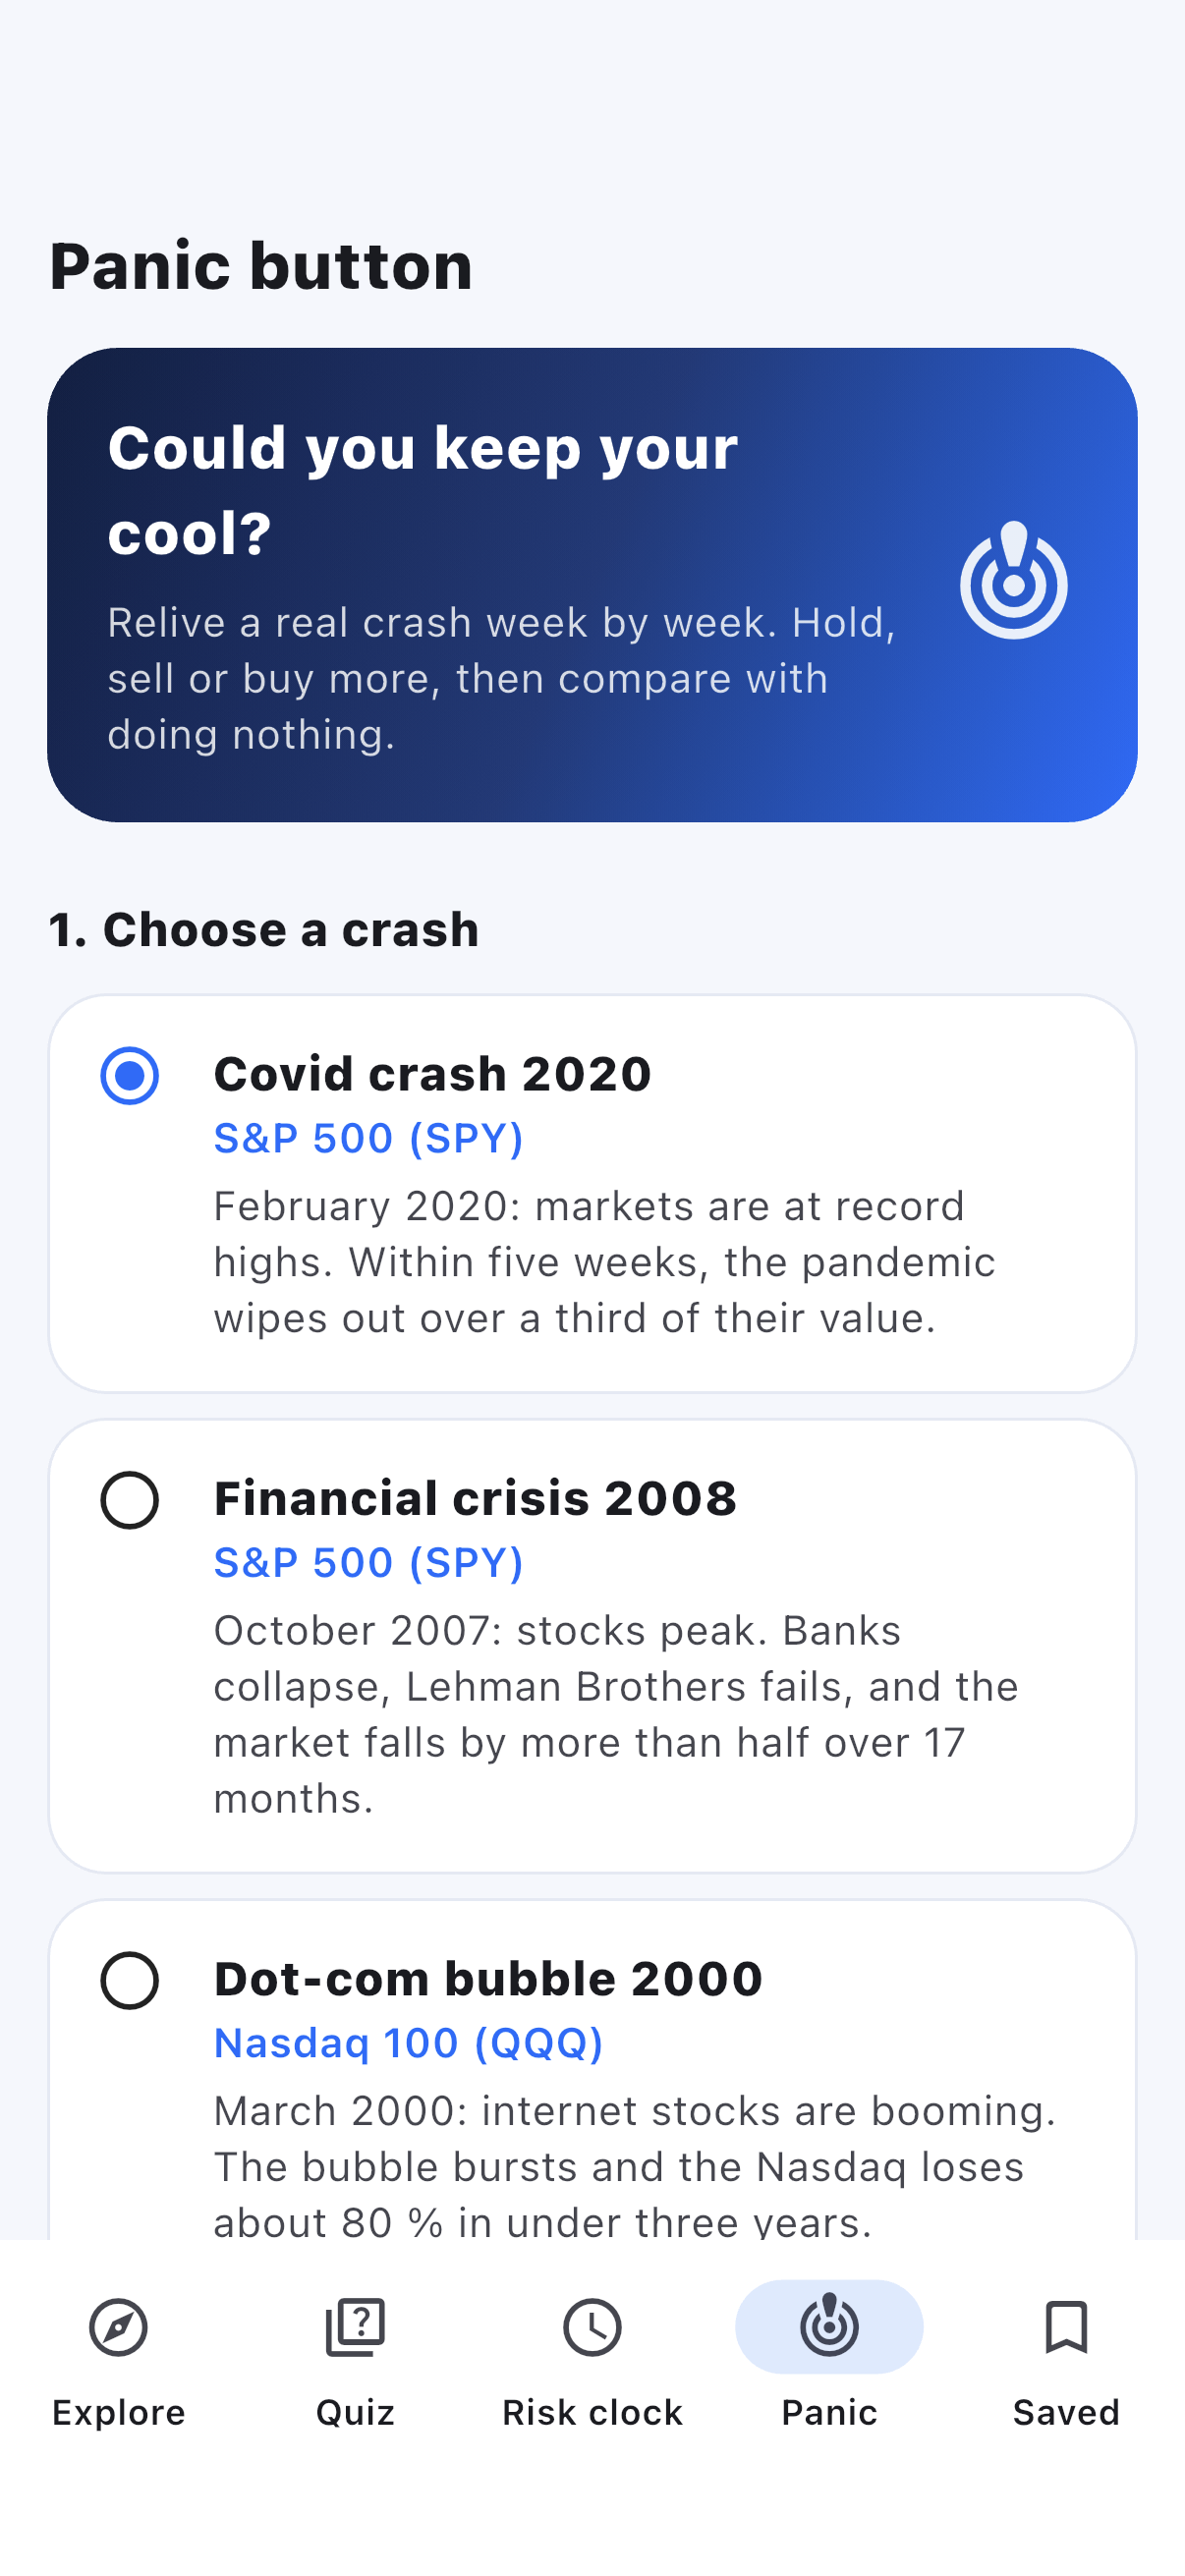 Panic button
Could you keep your
cool?
Relive a real crash week by week. Hold,
sell or buy more, then compare with
doing nothing.
1. Choose a crash
Covid crash 2020
S&P 500 (SPY)
February 2020: markets are at record
highs. Within five weeks, the pandemic
wipes out over a third of their value.
Financial crisis 2008
S&P 500 (SPY)
October 2007: stocks peak. Banks
collapse, Lehman Brothers fails, and the
market falls by more than half over 17
months.
Dot-com bubble 2000
Nasdaq 100 (QQQ)
March 2000: internet stocks are booming.
The bubble bursts and the Nasdaq loses
about 80 % in under three years.
Explore
Quiz
Risk clock
Panic
Saved